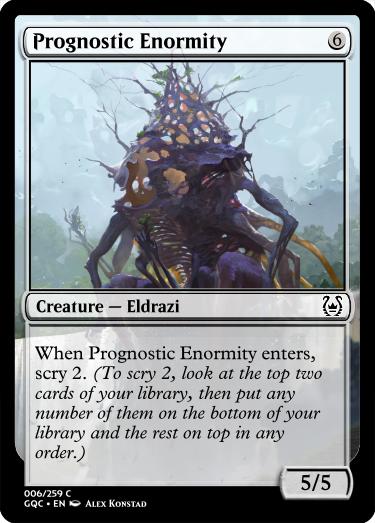 Prognostic Enormity 6
Creature — Eldrazi
When Prognostic Enormity enters,
scry 2. (To scry 2, look at the top two
cards of your library, then put any
number of them on the bottom of your
library and the rest on top in any
order.)
5/5
006/259 C
GQC • EN Alex Konstad